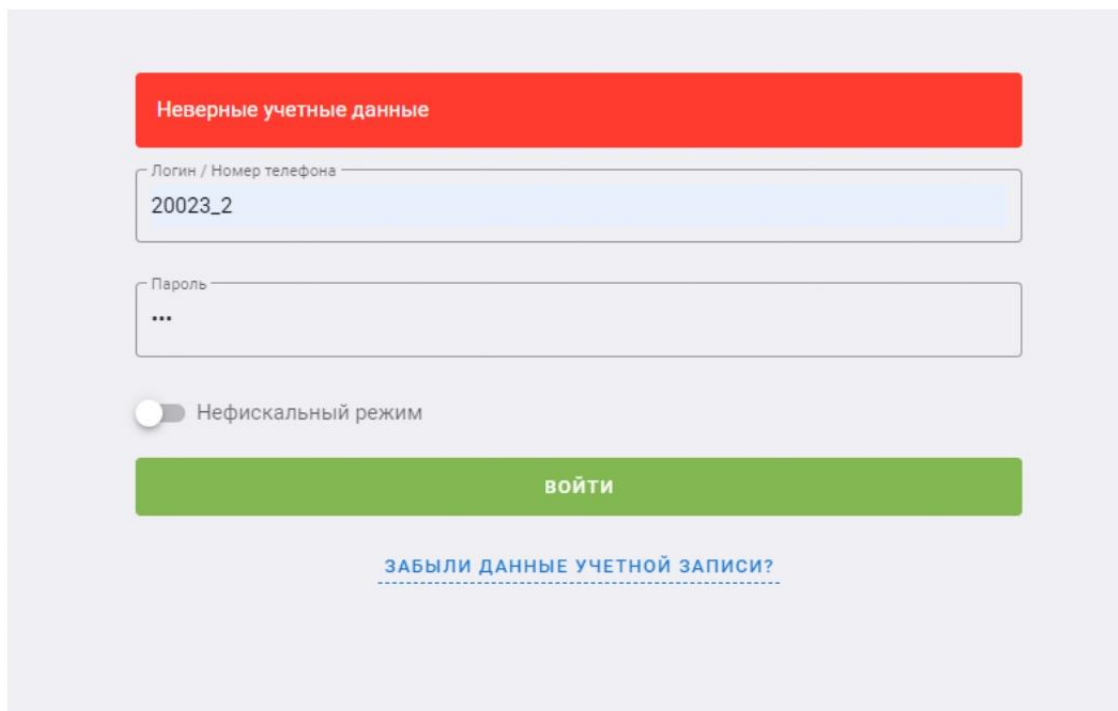 Неверные учетные данные
Логин / Номер телефона
20023_2
Пароль
•••
Нефискальный режим
ВОЙТИ
ЗАБЫЛИ ДАННЫЕ УЧЕТНОЙ ЗАПИСИ?